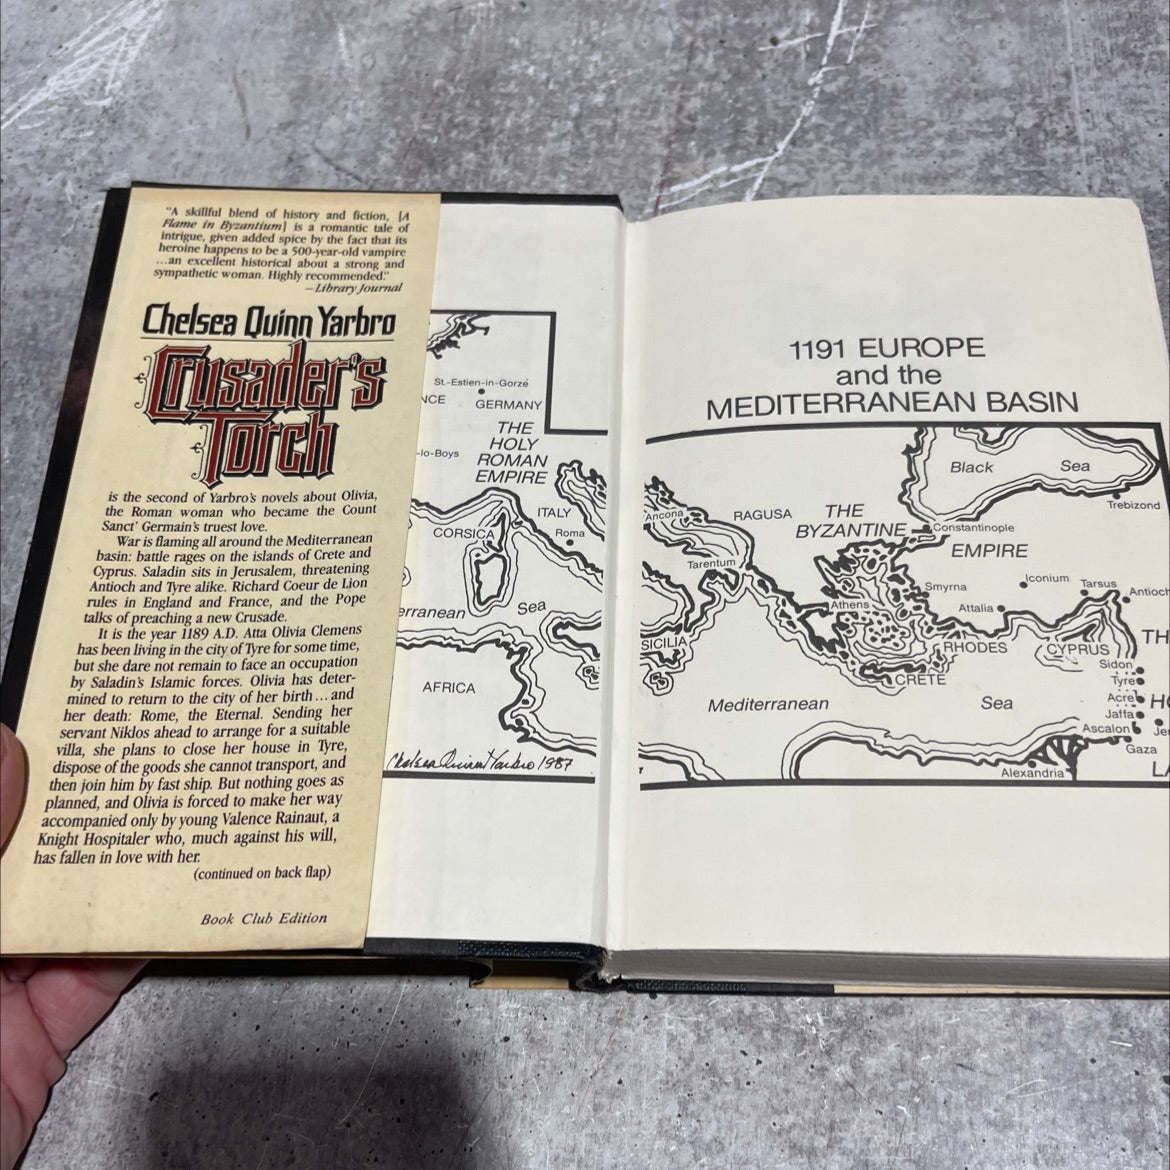 "A skillful blend of history and fiction, [A
Flame in Byzantium] is a romantic tale of
intrigue, given added spice by the fact that its
heroine happens to be a 500-year-old vampire
...an excellent historical about a strong and
sympathetic woman. Highly recommended."
–Library Journal
Chelsea Quinn Yarbro
Crusader's
Torch
is the second of Yarbro's novels about Olivia,
the Roman woman who became the Count
Sanct' Germain's truest love.
War is flaming all around the Mediterranean
basin: battle rages on the islands of Crete and
Cyprus. Saladin sits in Jerusalem, threatening
Antioch and Tyre alike. Richard Coeur de Lion
rules in England and France, and the Pope
talks of preaching a new Crusade.
It is the year 1189 A.D. Atta Olivia Clemens
has been living in the city of Tyre for some time,
but she dare not remain to face an occupation
by Saladin's Islamic forces. Olivia has deter-
mined to return to the city of her birth...and
her death: Rome, the Eternal. Sending her
servant Niklos ahead to arrange for a suitable
villa, she plans to close her house in Tyre,
dispose of the goods she cannot transport, and
then join him by fast ship. But nothing goes as
planned, and Olivia is forced to make her way
accompanied only by young Valence Rainaut, a
Knight Hospitaler who, much against his will,
has fallen in love with her.
(continued on back flap)
Book Club Edition
St.-Estien-in-Gorzé
NCE
GERMANY
THE
HOLY
ROMAN
EMPIRE
-lo-Boys
ITALY
CORSICA
Roma
erranean
Sea
AFRICA
Chelsea Quinn Yarbro 1987
1191 EUROPE
and the
MEDITERRANEAN BASIN
Black Sea
Trebizond
Ancona
RAGUSA
THE
BYZANTINE
Constantinople
EMPIRE
Tarentum
Smyrna
Iconium
Tarsus
Antioch
Athens
Attalia
SICILIA
RHODES
CYPRUS
TH
CRETE
Sidon
Tyre
Mediterranean
Sea
Acre
HO
Jaffa
Ascalon
Je
Gaza
Alexandria
LA